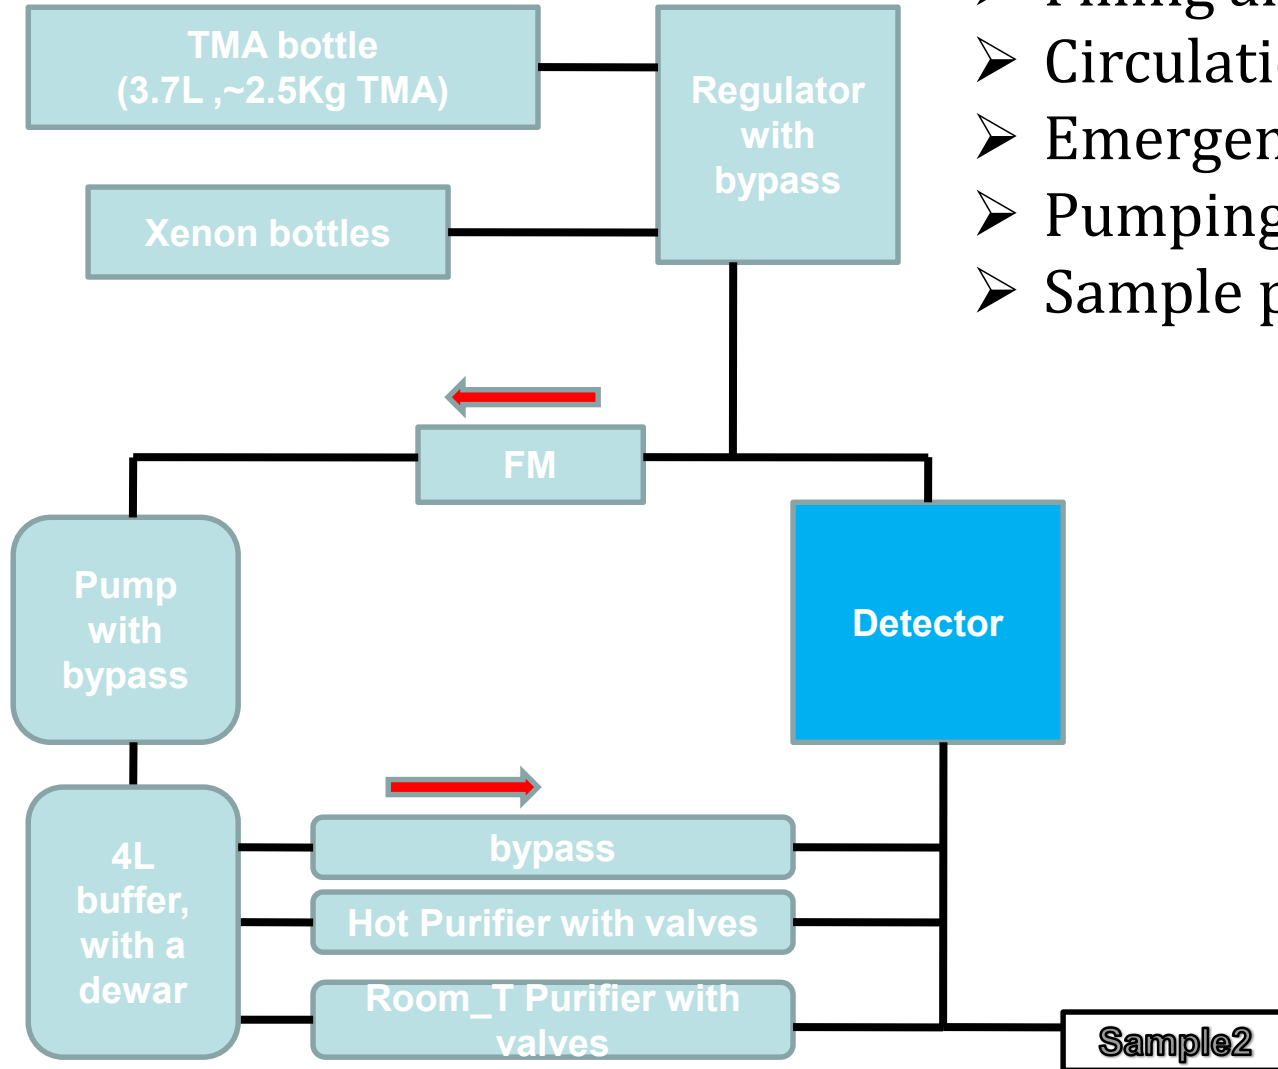 TMA bottle
(3.7L ,~2.5Kg TMA)
Regulator
with
bypass
Xenon bottles
Emergen
Pumping
Sample p
Circulati
FM
Pump
with
bypass
Detector
4L
buffer,
with a
dewar
bypass
Hot Purifier with valves
Room_T Purifier with
valves
Sample2